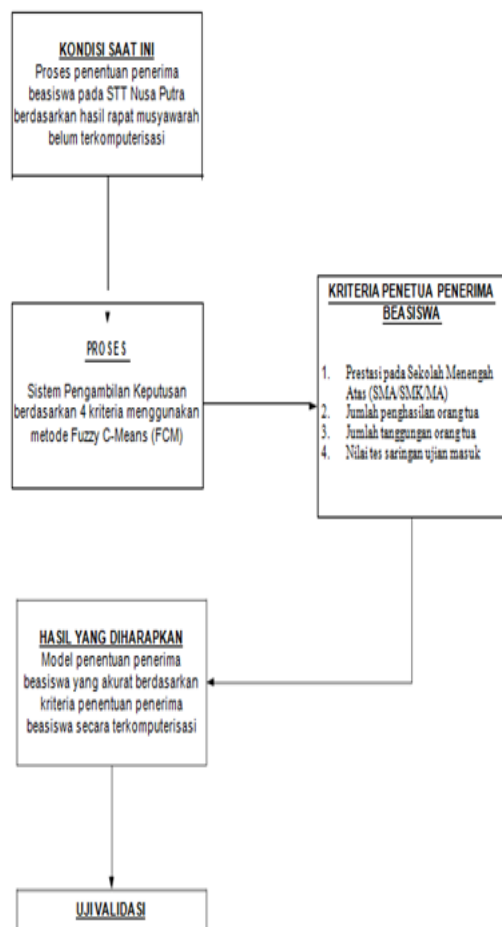 KONDISI SAAT INI
Proses penentuan penerima
beasiswa pada STT Nusa Putra
berdasarkan hasil rapat musyawarah
belum terkomputerisasi
PROSES
Sistem Pengambilan Keputusan
berdasarkan 4 kriteria menggunakan
metode Fuzzy C-Means (FCM)
KRITERIA PENETUA PENERIMA
BEASISWA
1. Prestasi pada Sekolah Menengah
Atas (SMA/SMK/MA)
2. Jumlah penghasilan orang tua
3. Jumlah tanggungan orang tua
4. Nilai tes saringan ujian masuk
HASIL YANG DIHARAPKAN
Model penentuan penerima
beasiswa yang akurat berdasarkan
kriteria penentuan penerima
beasiswa secara terkomputerisasi
UJI VALIDASI